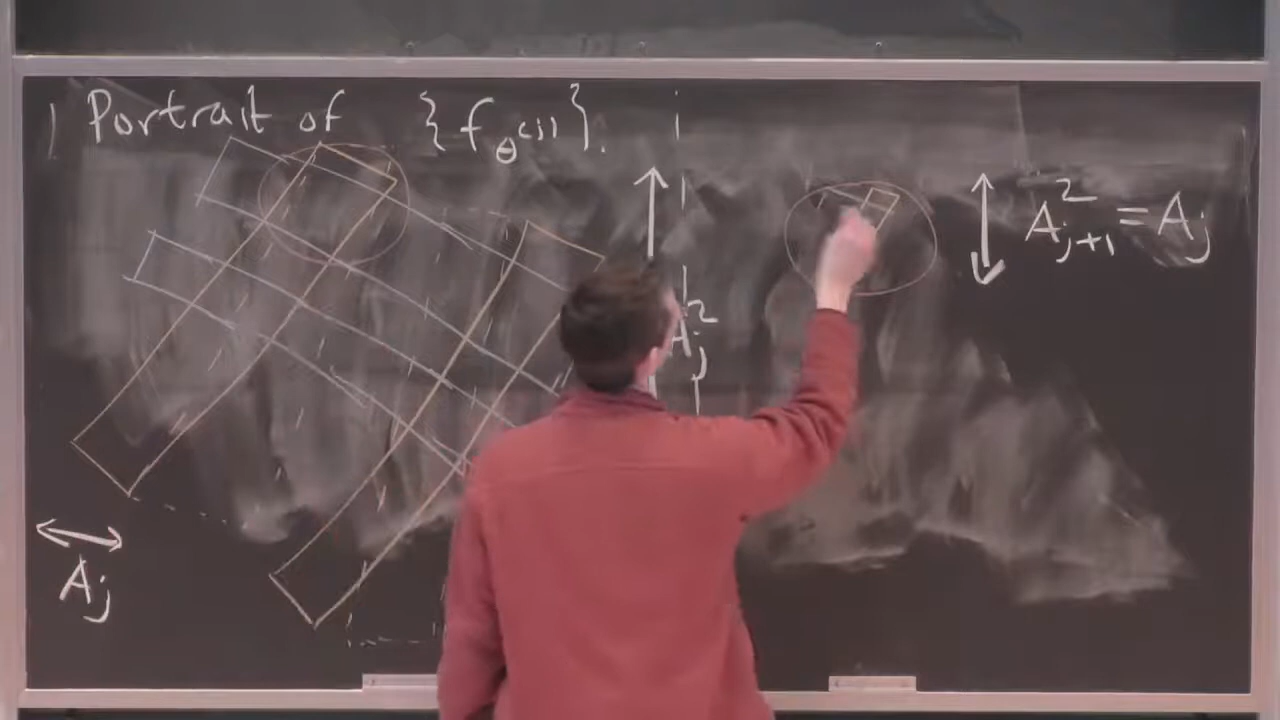 ) Portrait of {f_θ^(j)}. i
A_{j+1}^2 = A_j
A_j^2
A_j